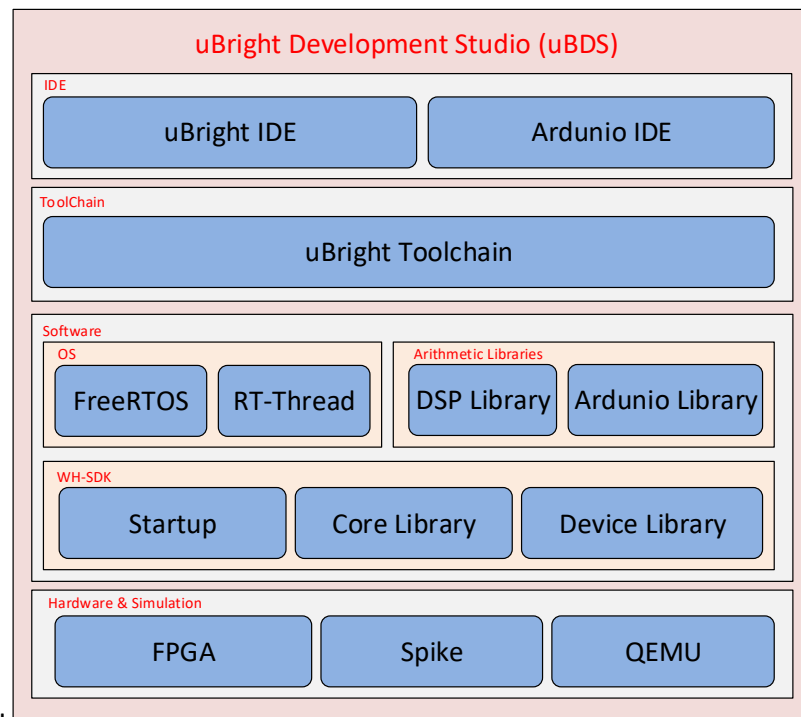 uBright Development Studio (uBDS)
IDE
uBright IDE
Ardunio IDE
ToolChain
uBright Toolchain
Software
OS
FreeRTOS
RT-Thread
Arithmetic Libraries
DSP Library
Ardunio Library
WH-SDK
Startup
Core Library
Device Library
Hardware & Simulation
FPGA
Spike
QEMU